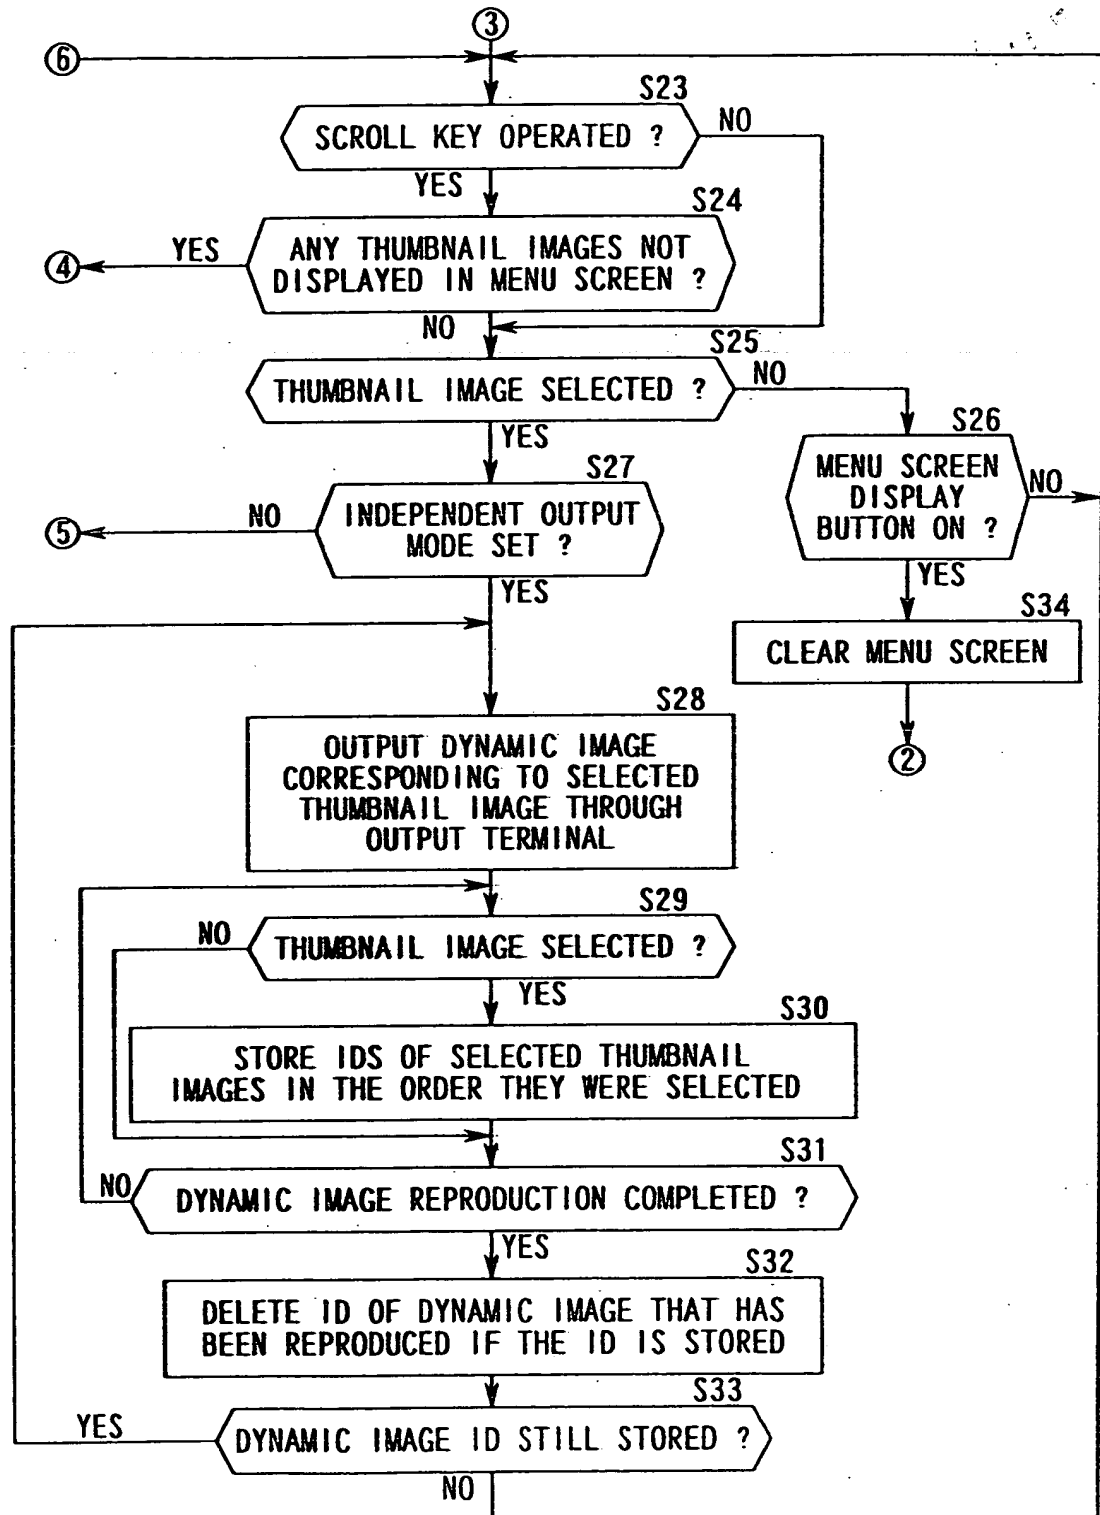 3
6
S23
SCROLL KEY OPERATED ?
NO
YES
S24
YES
ANY THUMBNAIL IMAGES NOT
DISPLAYED IN MENU SCREEN ?
4
NO
S25
THUMBNAIL IMAGE SELECTED ?
NO
YES
S26
MENU SCREEN
DISPLAY
BUTTON ON ?
NO
S27
INDEPENDENT OUTPUT
MODE SET ?
NO
5
YES
YES
S34
CLEAR MENU SCREEN
2
S28
OUTPUT DYNAMIC IMAGE
CORRESPONDING TO SELECTED
THUMBNAIL IMAGE THROUGH
OUTPUT TERMINAL
S29
NO
THUMBNAIL IMAGE SELECTED ?
YES
S30
STORE IDS OF SELECTED THUMBNAIL
IMAGES IN THE ORDER THEY WERE SELECTED
S31
NO
DYNAMIC IMAGE REPRODUCTION COMPLETED ?
YES
S32
DELETE ID OF DYNAMIC IMAGE THAT HAS
BEEN REPRODUCED IF THE ID IS STORED
S33
YES
DYNAMIC IMAGE ID STILL STORED ?
NO